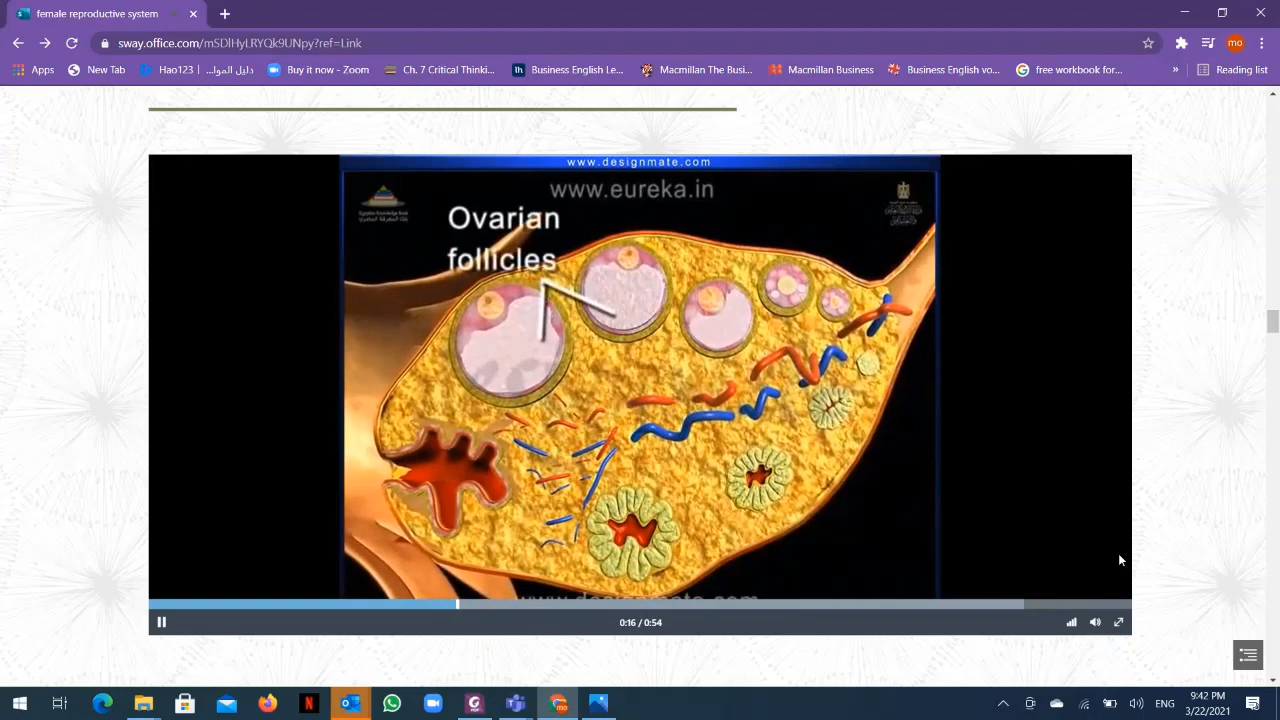 female reproductive system
sway.office.com/mSDlHyLRYQk9UNpy?ref=Link
Apps
New Tab
Hao123 | دليل الموا...
Buy it now - Zoom
Ch. 7 Critical Thinki...
Business English Le...
Macmillan The Busi...
Macmillan Business
Business English vo...
free workbook for...
»
Reading list
mo
www.designmate.com
www.eureka.in
Ovarian
follicles
0:16 / 0:54
ENG
9:42 PM
3/22/2021